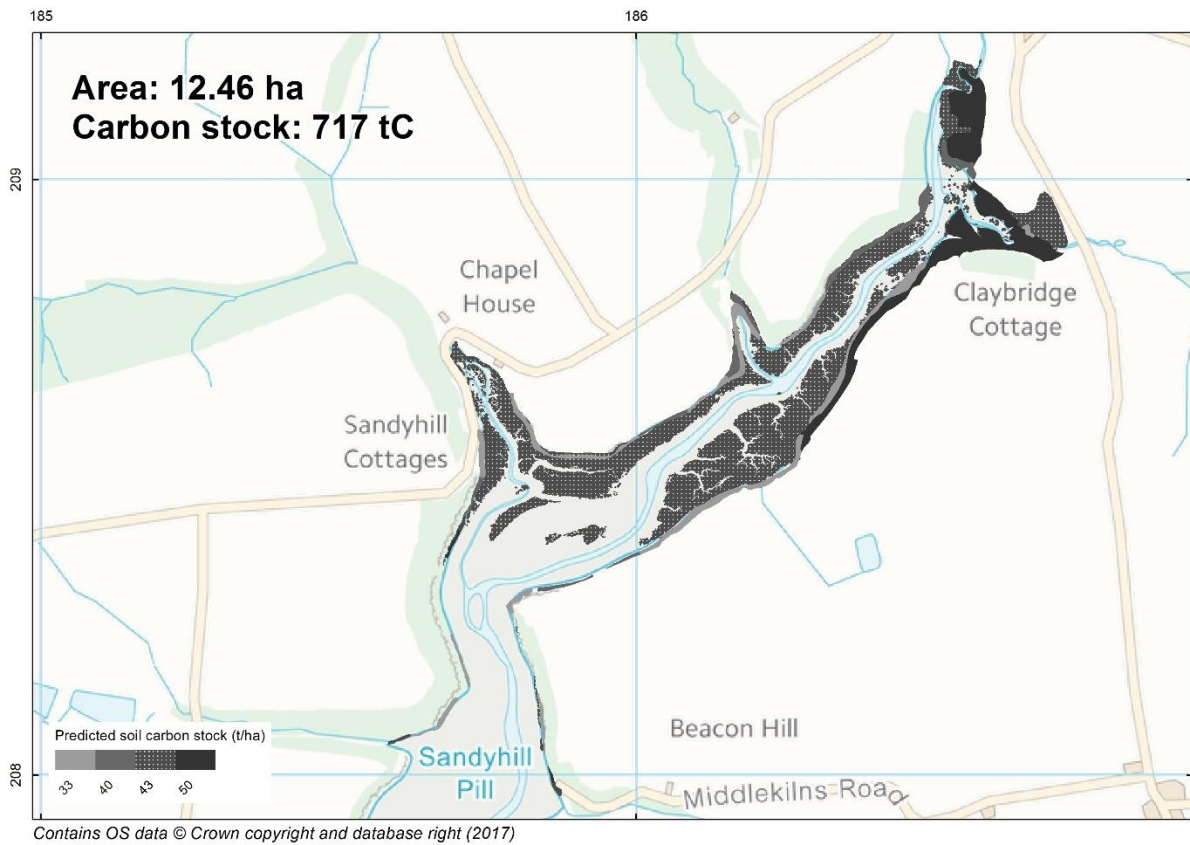 185
186
Area: 12.46 ha
Carbon stock: 717 tC
209
Chapel
House
Claybridge
Cottage
Sandyhill
Cottages
Beacon Hill
Predicted soil carbon stock (t/ha)
33
40
43
50
Sandyhill
Pill
208
Middlekilns Road
Contains OS data © Crown copyright and database right (2017)